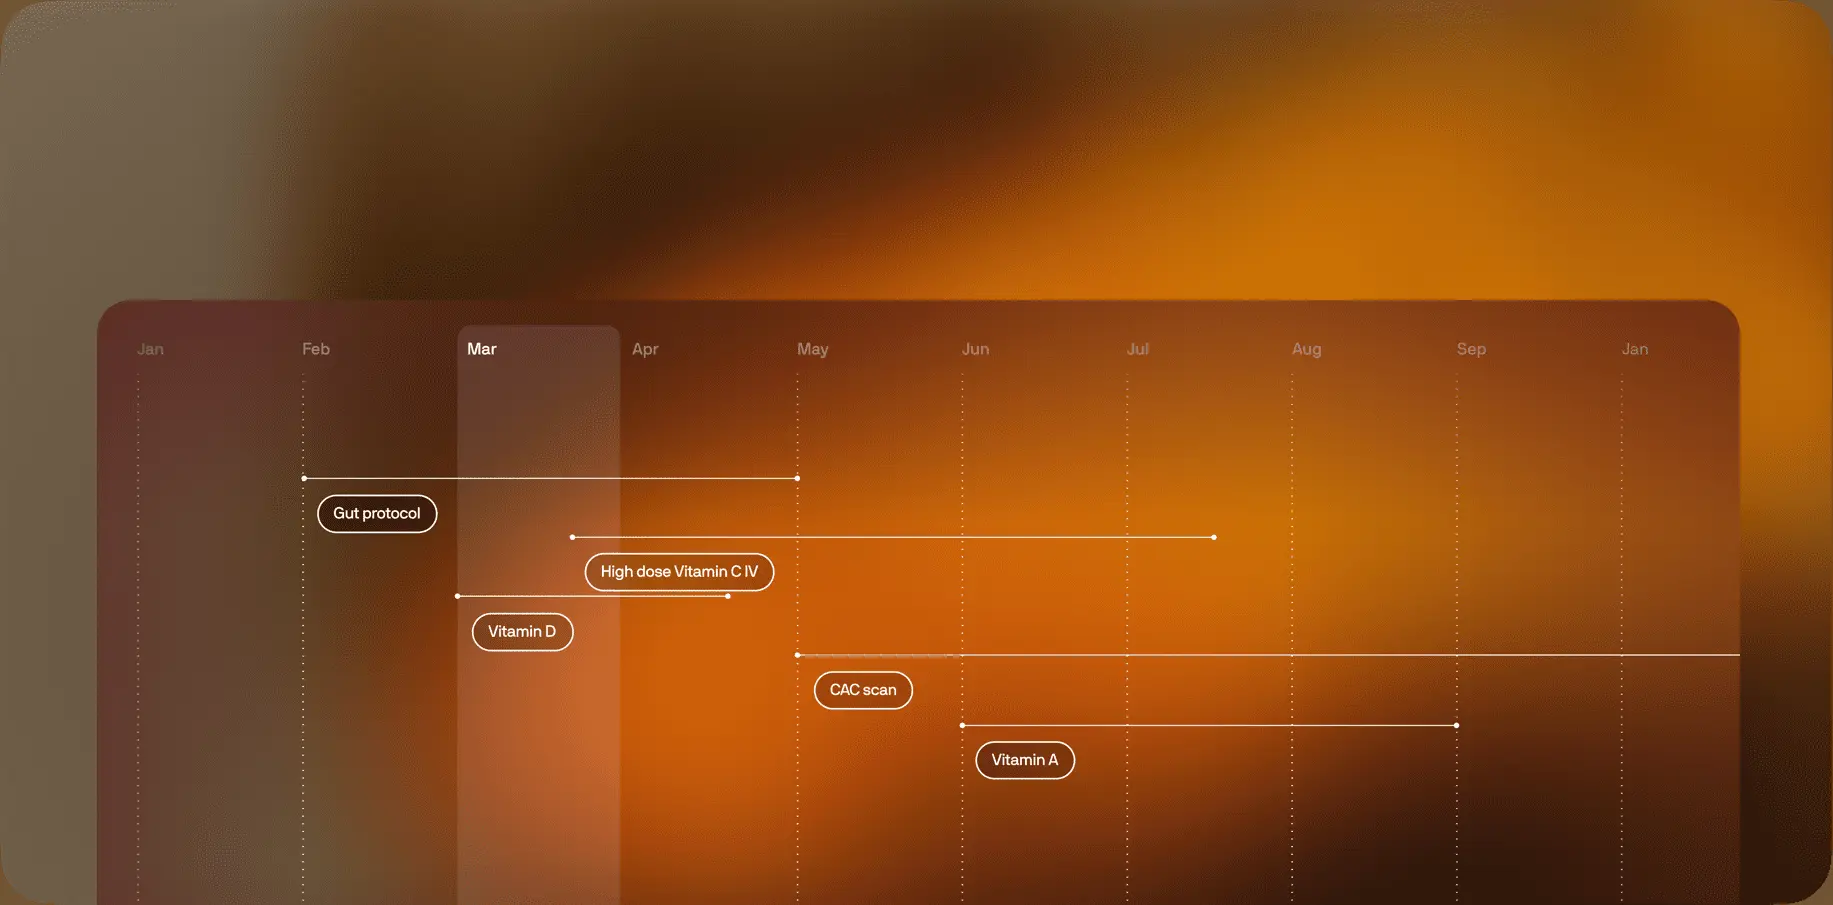 Jan Feb Mar Apr May Jun Jul Aug Sep Jan
Gut protocol
High dose Vitamin C IV
Vitamin D
CAC scan
Vitamin A